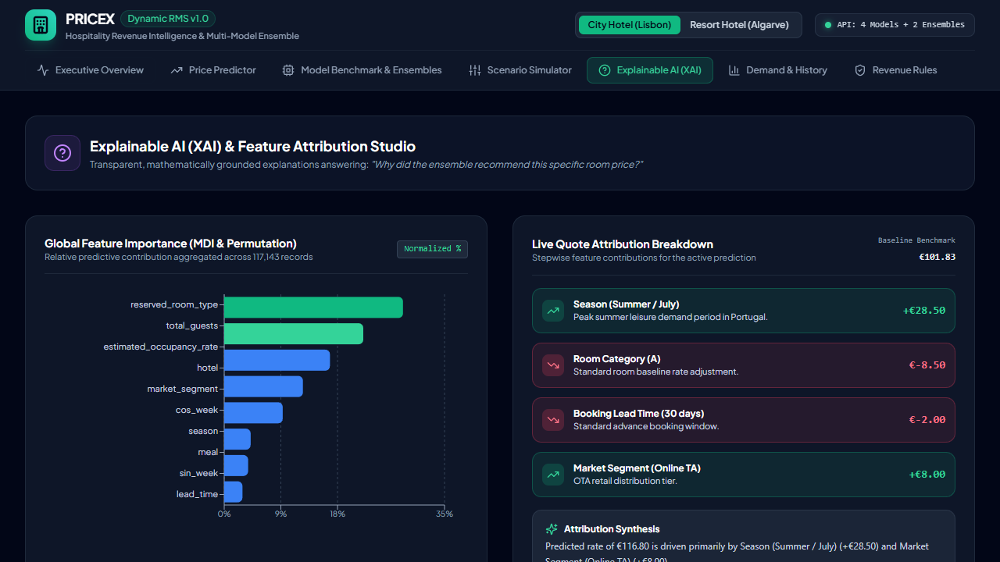 PRICEX Dynamic RMS v1.0
Hospitality Revenue Intelligence & Multi-Model Ensemble
City Hotel (Lisbon) Resort Hotel (Algarve)
API: 4 Models + 2 Ensembles
Executive Overview Price Predictor Model Benchmark & Ensembles Scenario Simulator Explainable AI (XAI) Demand & History Revenue Rules
Explainable AI (XAI) & Feature Attribution Studio
Transparent, mathematically grounded explanations answering: "Why did the ensemble recommend this specific room price?"
Global Feature Importance (MDI & Permutation)
Relative predictive contribution aggregated across 117,143 records
Normalized %
reserved_room_type
total_guests
estimated_occupancy_rate
hotel
market_segment
cos_week
season
meal
sin_week
lead_time
0% 9% 18% 35%
Live Quote Attribution Breakdown
Stepwise feature contributions for the active prediction
Baseline Benchmark
€101.83
Season (Summer / July)
Peak summer leisure demand period in Portugal.
+€28.50
Room Category (A)
Standard room baseline rate adjustment.
€-8.50
Booking Lead Time (30 days)
Standard advance booking window.
€-2.00
Market Segment (Online TA)
OTA retail distribution tier.
+€8.00
Attribution Synthesis
Predicted rate of €116.80 is driven primarily by Season (Summer / July) (+€28.50) and Market
Segment (Online TA) (+€8.00)